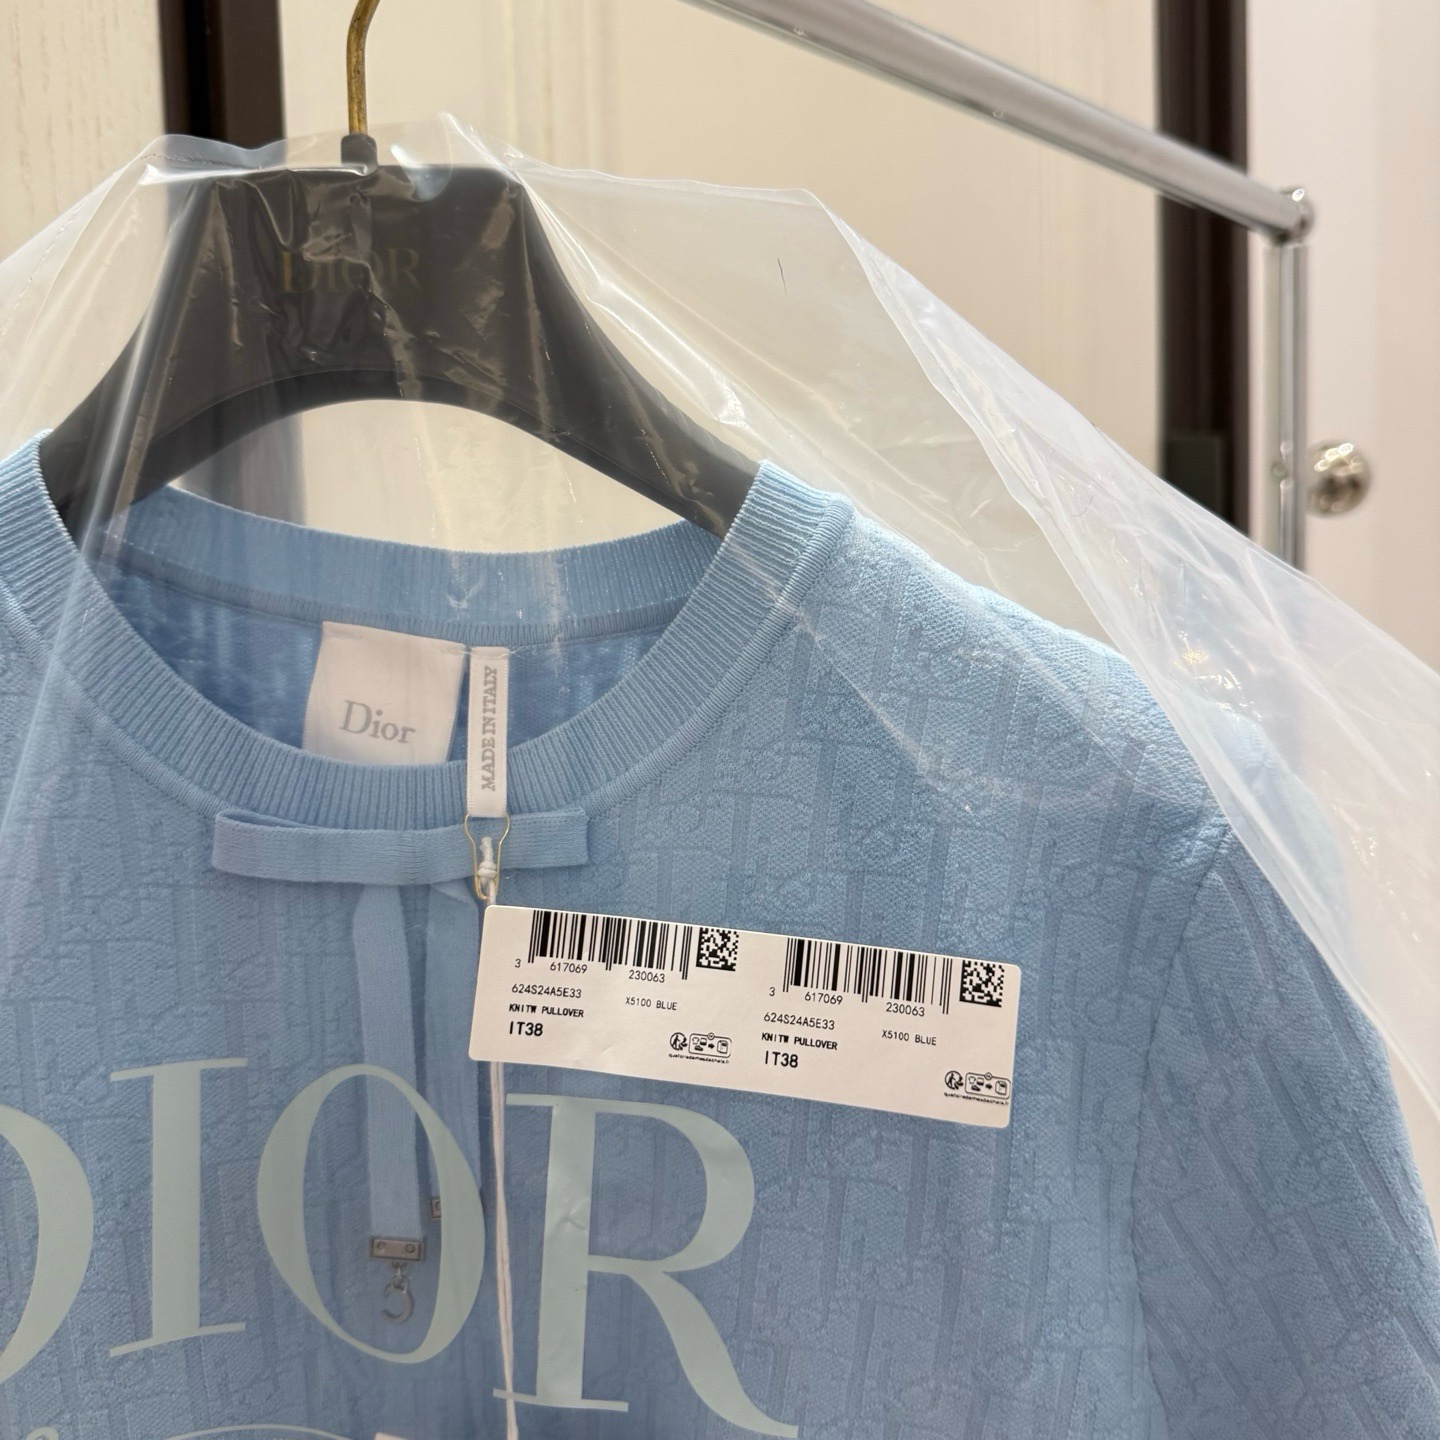 DIOR
Dior
MADE IN ITALY
3 617069 230063
624S24A5E33 X5100 BLUE
KNITW PULLOVER
IT38
3 617069 230063
624S24A5E33 X5100 BLUE
KNITW PULLOVER
IT38
DIOR